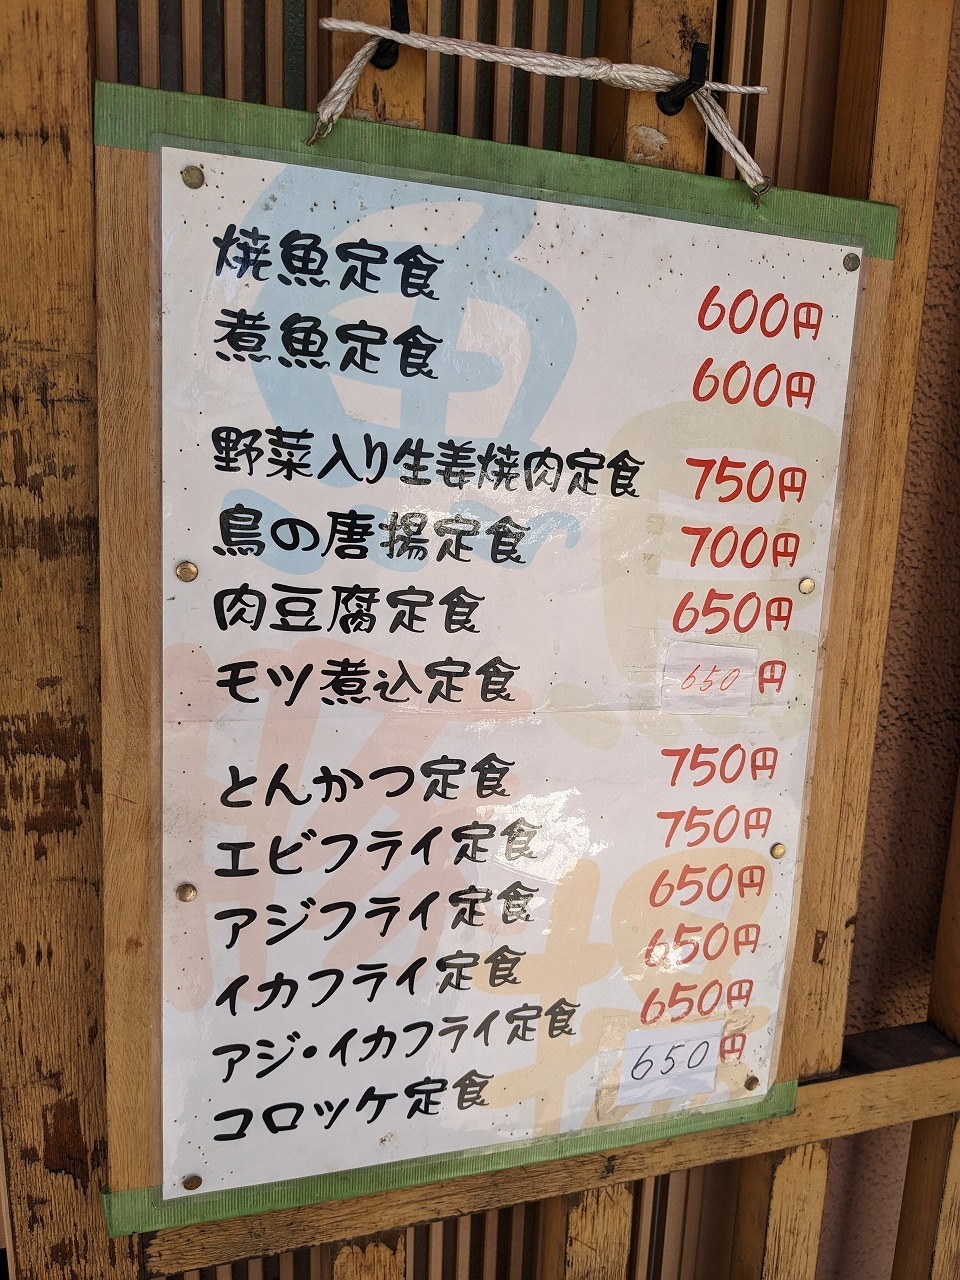 焼魚定食 600円
煮魚定食 600円
野菜入り生姜焼肉定食 750円
鳥の唐揚定食 700円
肉豆腐定食 650円
モツ煮込定食 650円
とんかつ定食 750円
エビフライ定食 750円
アジフライ定食 650円
イカフライ定食 650円
アジ・イカフライ定食 650円
コロッケ定食 650円